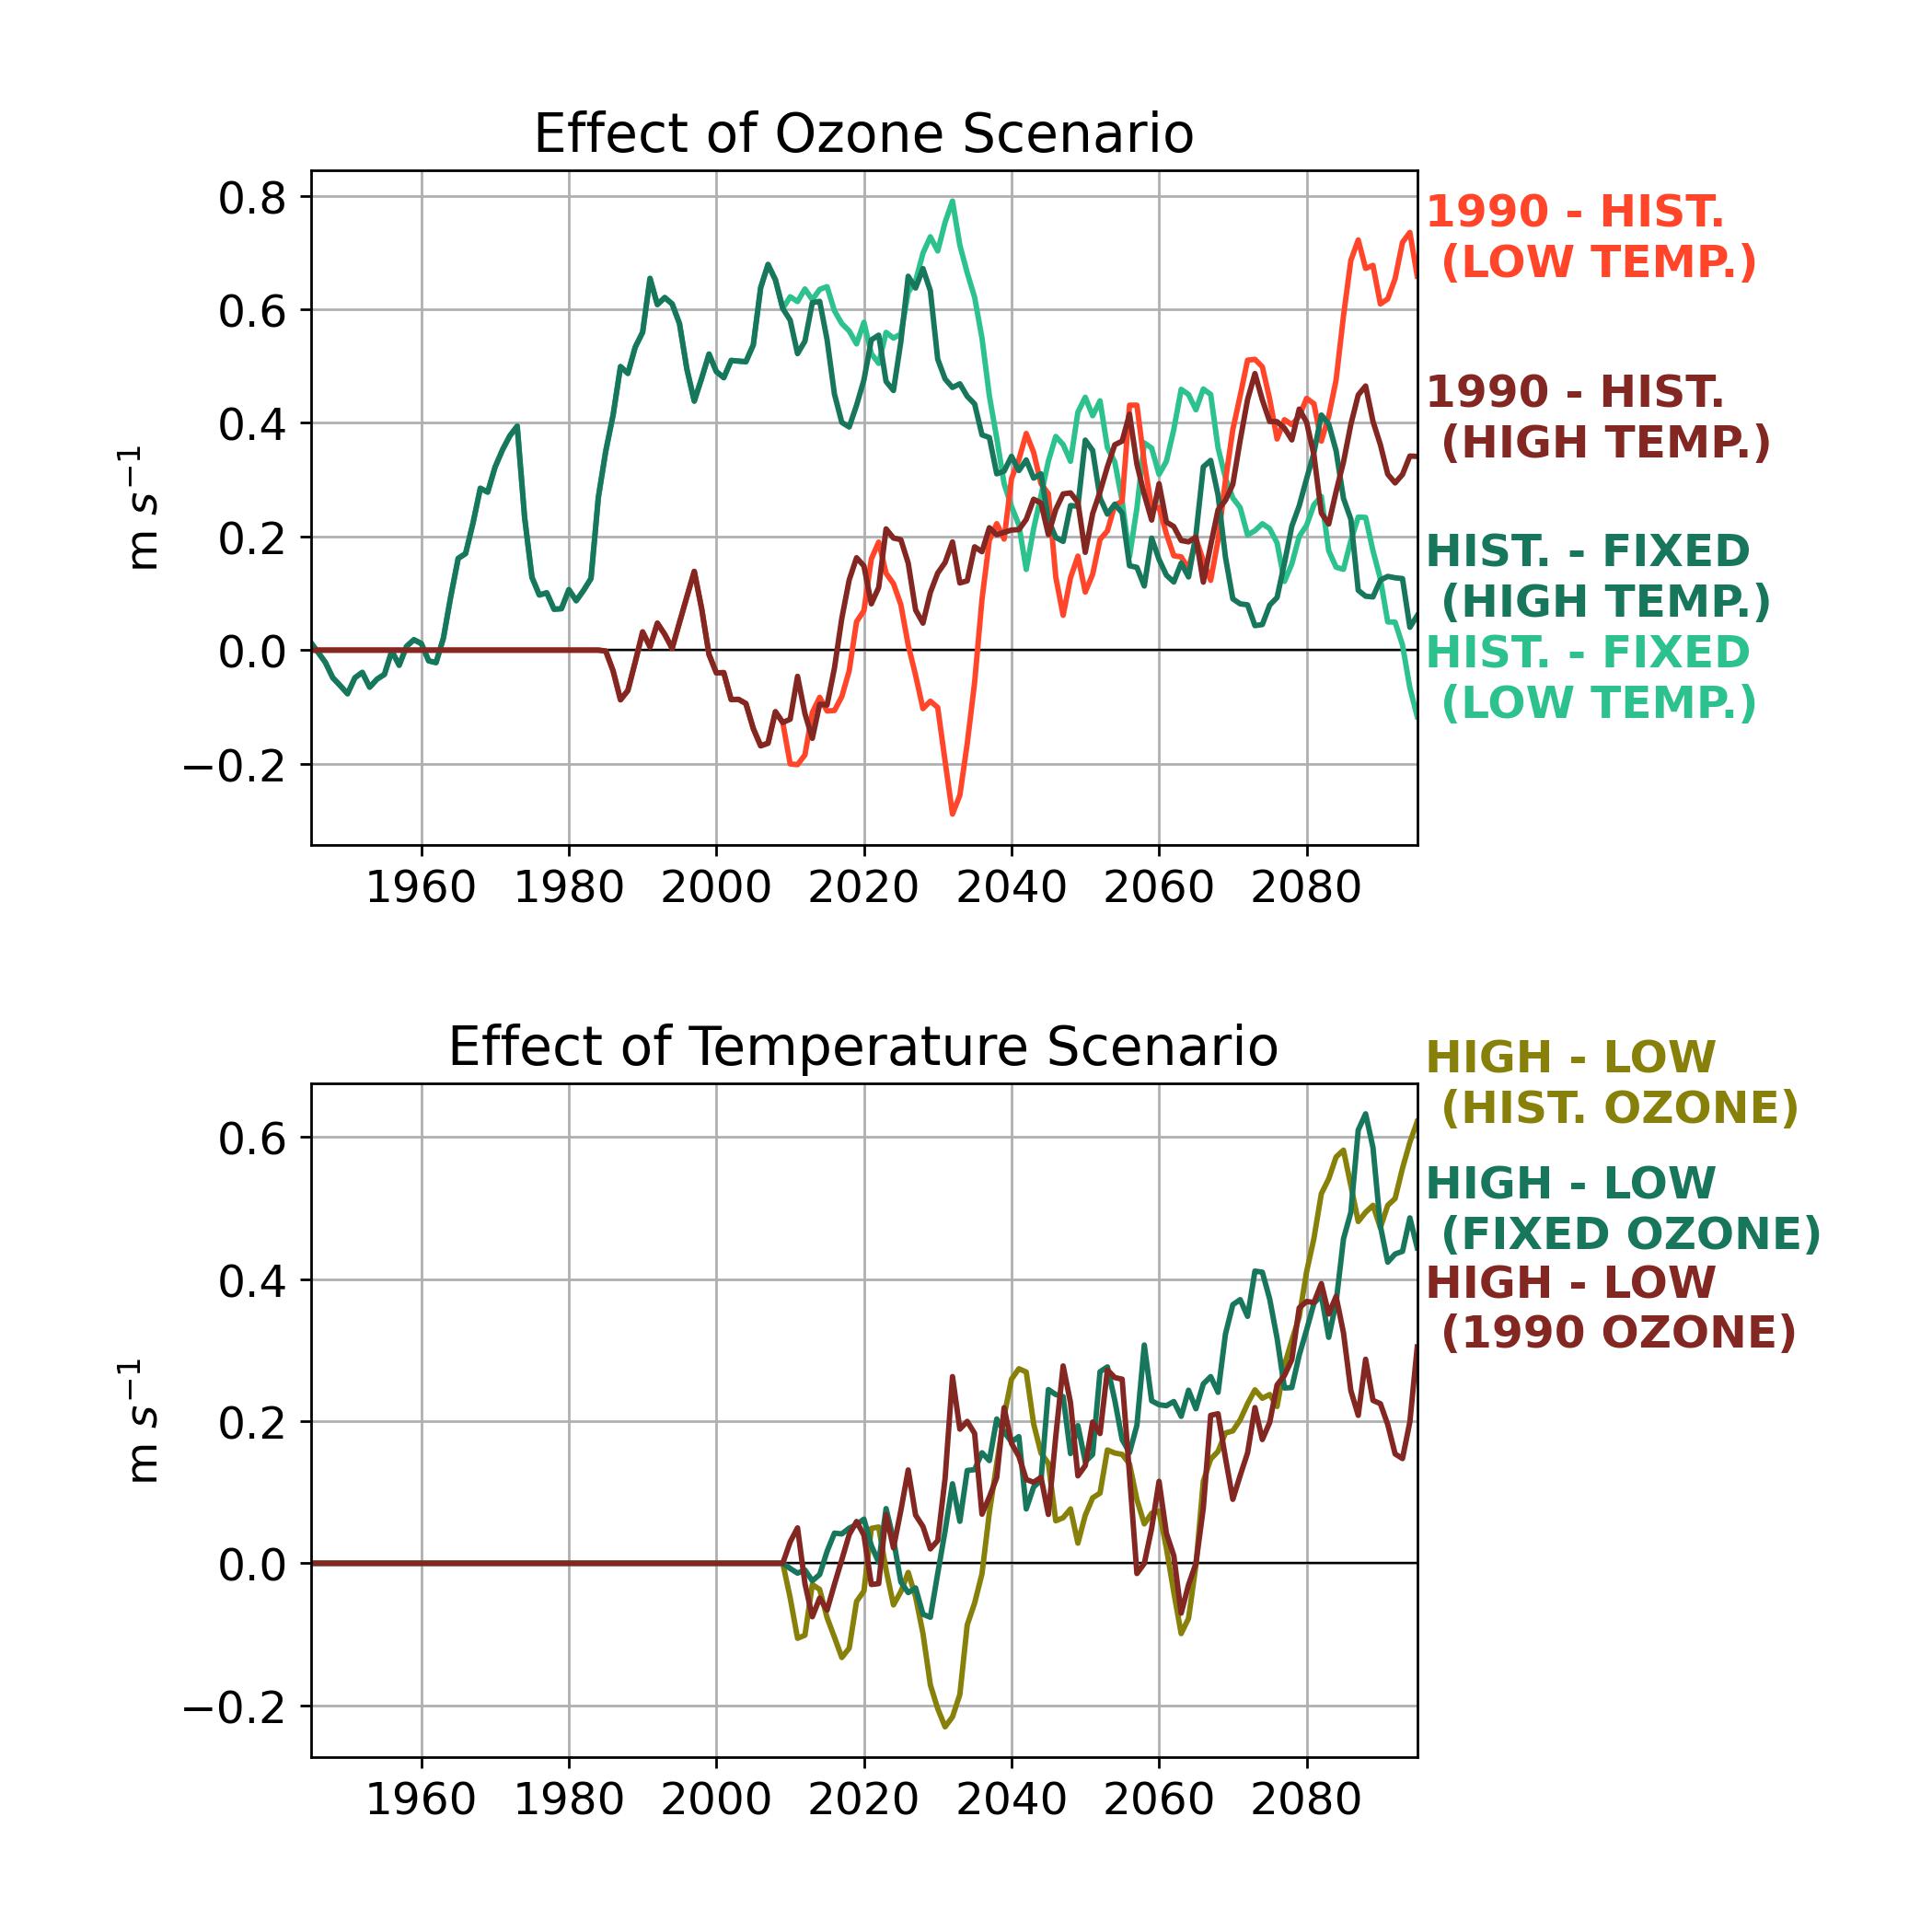 Effect of Ozone Scenario
0.8
0.6
0.4
0.2
0.0
−0.2
m s⁻¹
1960 1980 2000 2020 2040 2060 2080
1990 - HIST.
(LOW TEMP.)
1990 - HIST.
(HIGH TEMP.)
HIST. - FIXED
(HIGH TEMP.)
HIST. - FIXED
(LOW TEMP.)
Effect of Temperature Scenario
0.6
0.4
0.2
0.0
−0.2
m s⁻¹
1960 1980 2000 2020 2040 2060 2080
HIGH - LOW
(HIST. OZONE)
HIGH - LOW
(FIXED OZONE)
HIGH - LOW
(1990 OZONE)